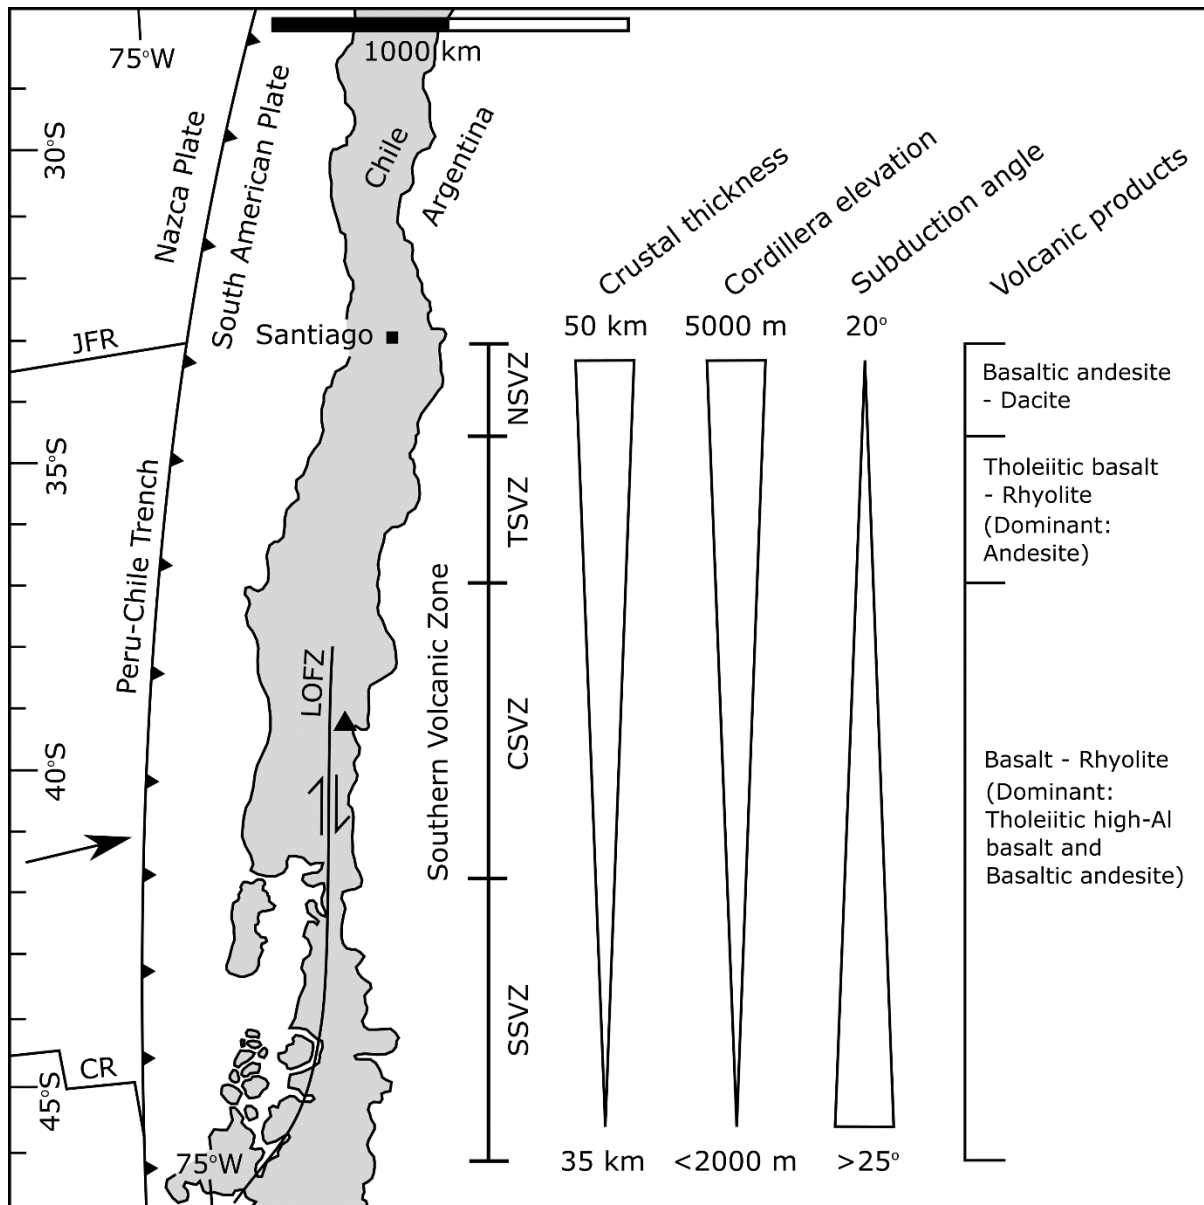 75°W
1000 km
30°S
35°S
40°S
45°S
Nazca Plate
South American Plate
Chile
Argentina
JFR
Santiago
Peru-Chile Trench
LOFZ
CR
75°W
Southern Volcanic Zone
NSVZ
TSVZ
CSVZ
SSVZ
Crustal thickness
Cordillera elevation
Subduction angle
Volcanic products
50 km
5000 m
20°
35 km
<2000 m
>25°
Basaltic andesite
- Dacite
Tholeiitic basalt
- Rhyolite
(Dominant:
Andesite)
Basalt - Rhyolite
(Dominant:
Tholeiitic high-Al
basalt and
Basaltic andesite)